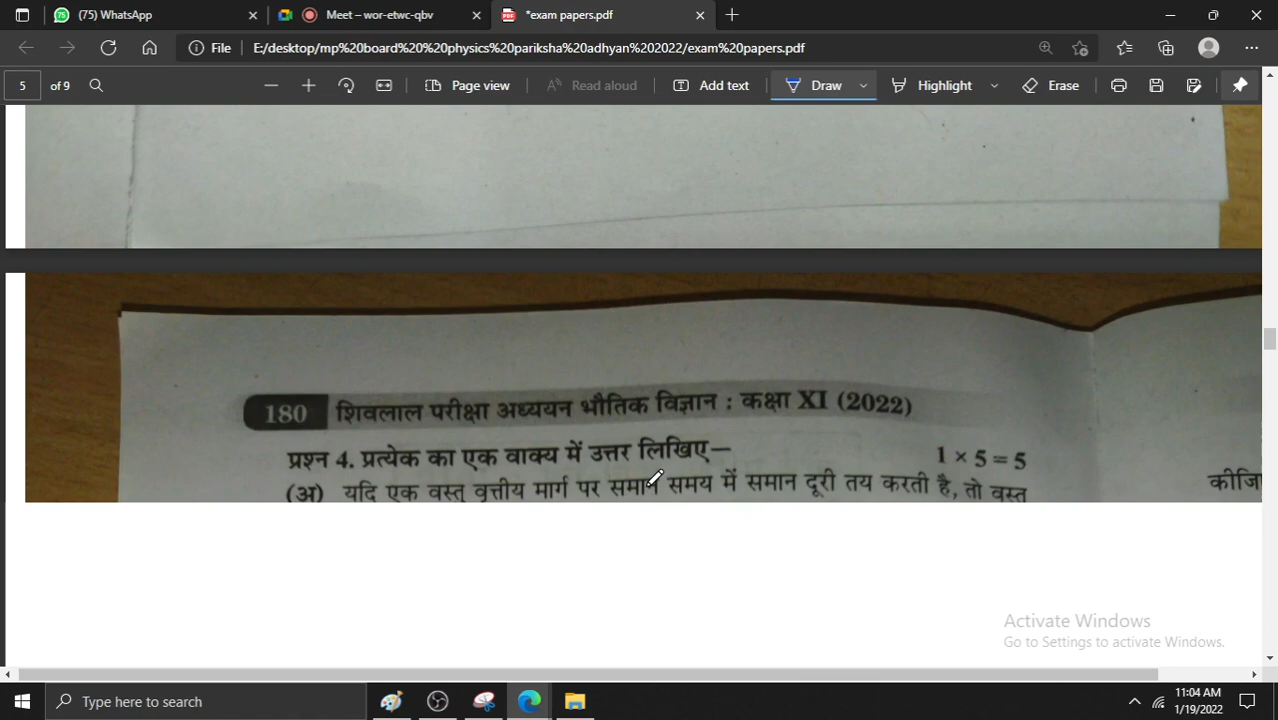 (75) WhatsApp
Meet – wor-etwc-qbv
*exam papers.pdf
File
E:/desktop/mp%20board%20%20physics%20pariksha%20adhyan%202022/exam%20papers.pdf
5 of 9
Page view
Read aloud
Add text
Draw
Highlight
Erase
180 शिवलाल परीक्षा अध्ययन भौतिक विज्ञान : कक्षा XI (2022)
प्रश्न 4. प्रत्येक का एक वाक्य में उत्तर लिखिए– 1 × 5 = 5
(अ) यदि एक वस्तु वृत्तीय मार्ग पर समान समय में समान दूरी तय करती है, तो वस्तु
Activate Windows
Go to Settings to activate Windows.
Type here to search
11:04 AM
1/19/2022